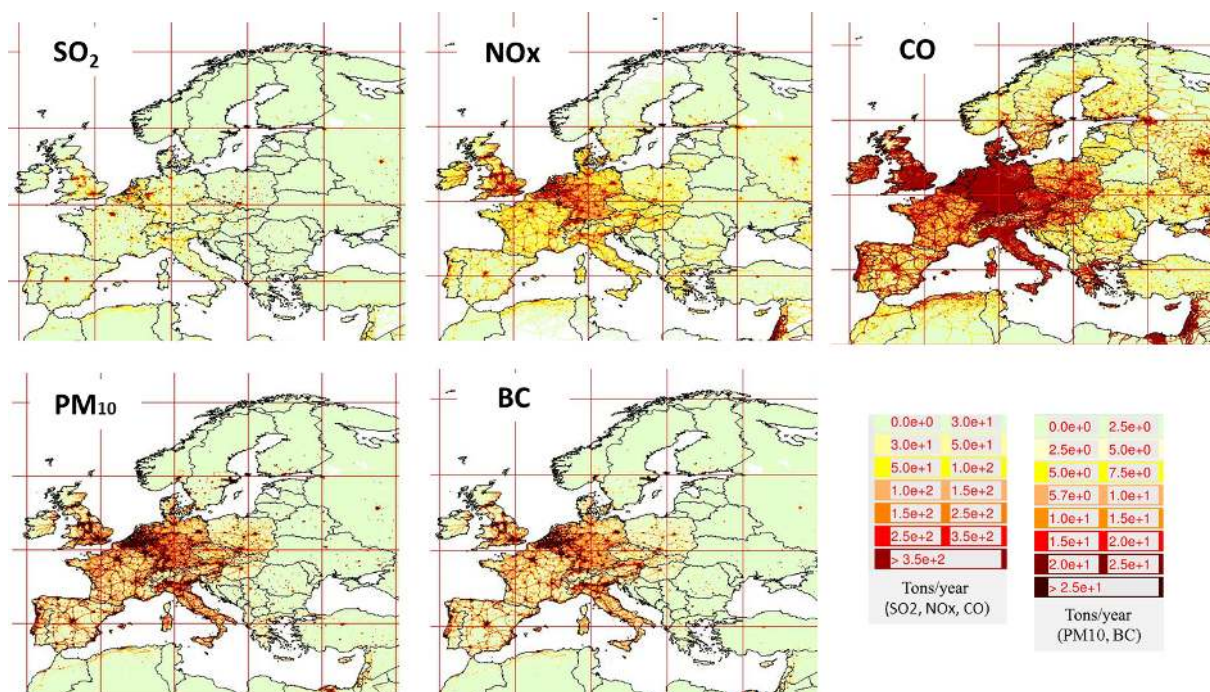 SO₂
NOx
CO
PM₁₀
BC
0.0e+0 3.0e+1
3.0e+1 5.0e+1
5.0e+1 1.0e+2
1.0e+2 1.5e+2
1.5e+2 2.5e+2
2.5e+2 3.5e+2
> 3.5e+2
Tons/year
(SO2, NOx, CO)
0.0e+0 2.5e+0
2.5e+0 5.0e+0
5.0e+0 7.5e+0
5.7e+0 1.0e+1
1.0e+1 1.5e+1
1.5e+1 2.0e+1
2.0e+1 2.5e+1
> 2.5e+1
Tons/year
(PM10, BC)